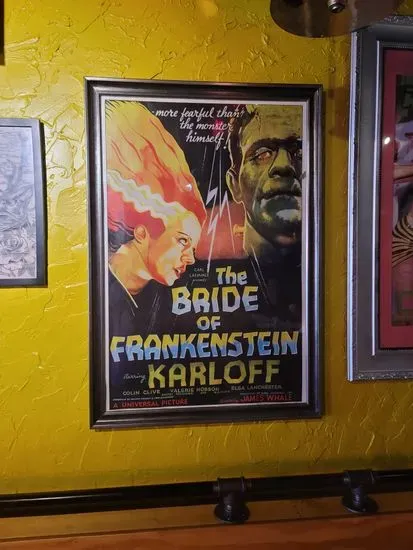 more fearful than
the monster
himself!
CARL
LAEMMLE
presents
The
BRIDE
OF
FRANKENSTEIN
starring
KARLOFF
COLIN CLIVE VALERIE HOBSON ELSA LANCHESTER
A UNIVERSAL PICTURE
JAMES WHALE